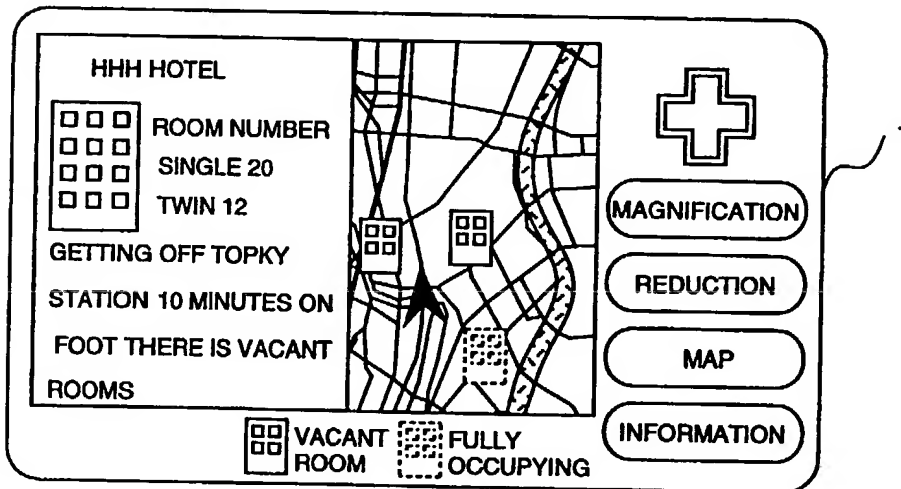 HHH HOTEL
ROOM NUMBER
SINGLE 20
TWIN 12
GETTING OFF TOPKY
STATION 10 MINUTES ON
FOOT THERE IS VACANT
ROOMS
MAGNIFICATION
REDUCTION
MAP
INFORMATION
VACANT
ROOM
FULLY
OCCUPYING